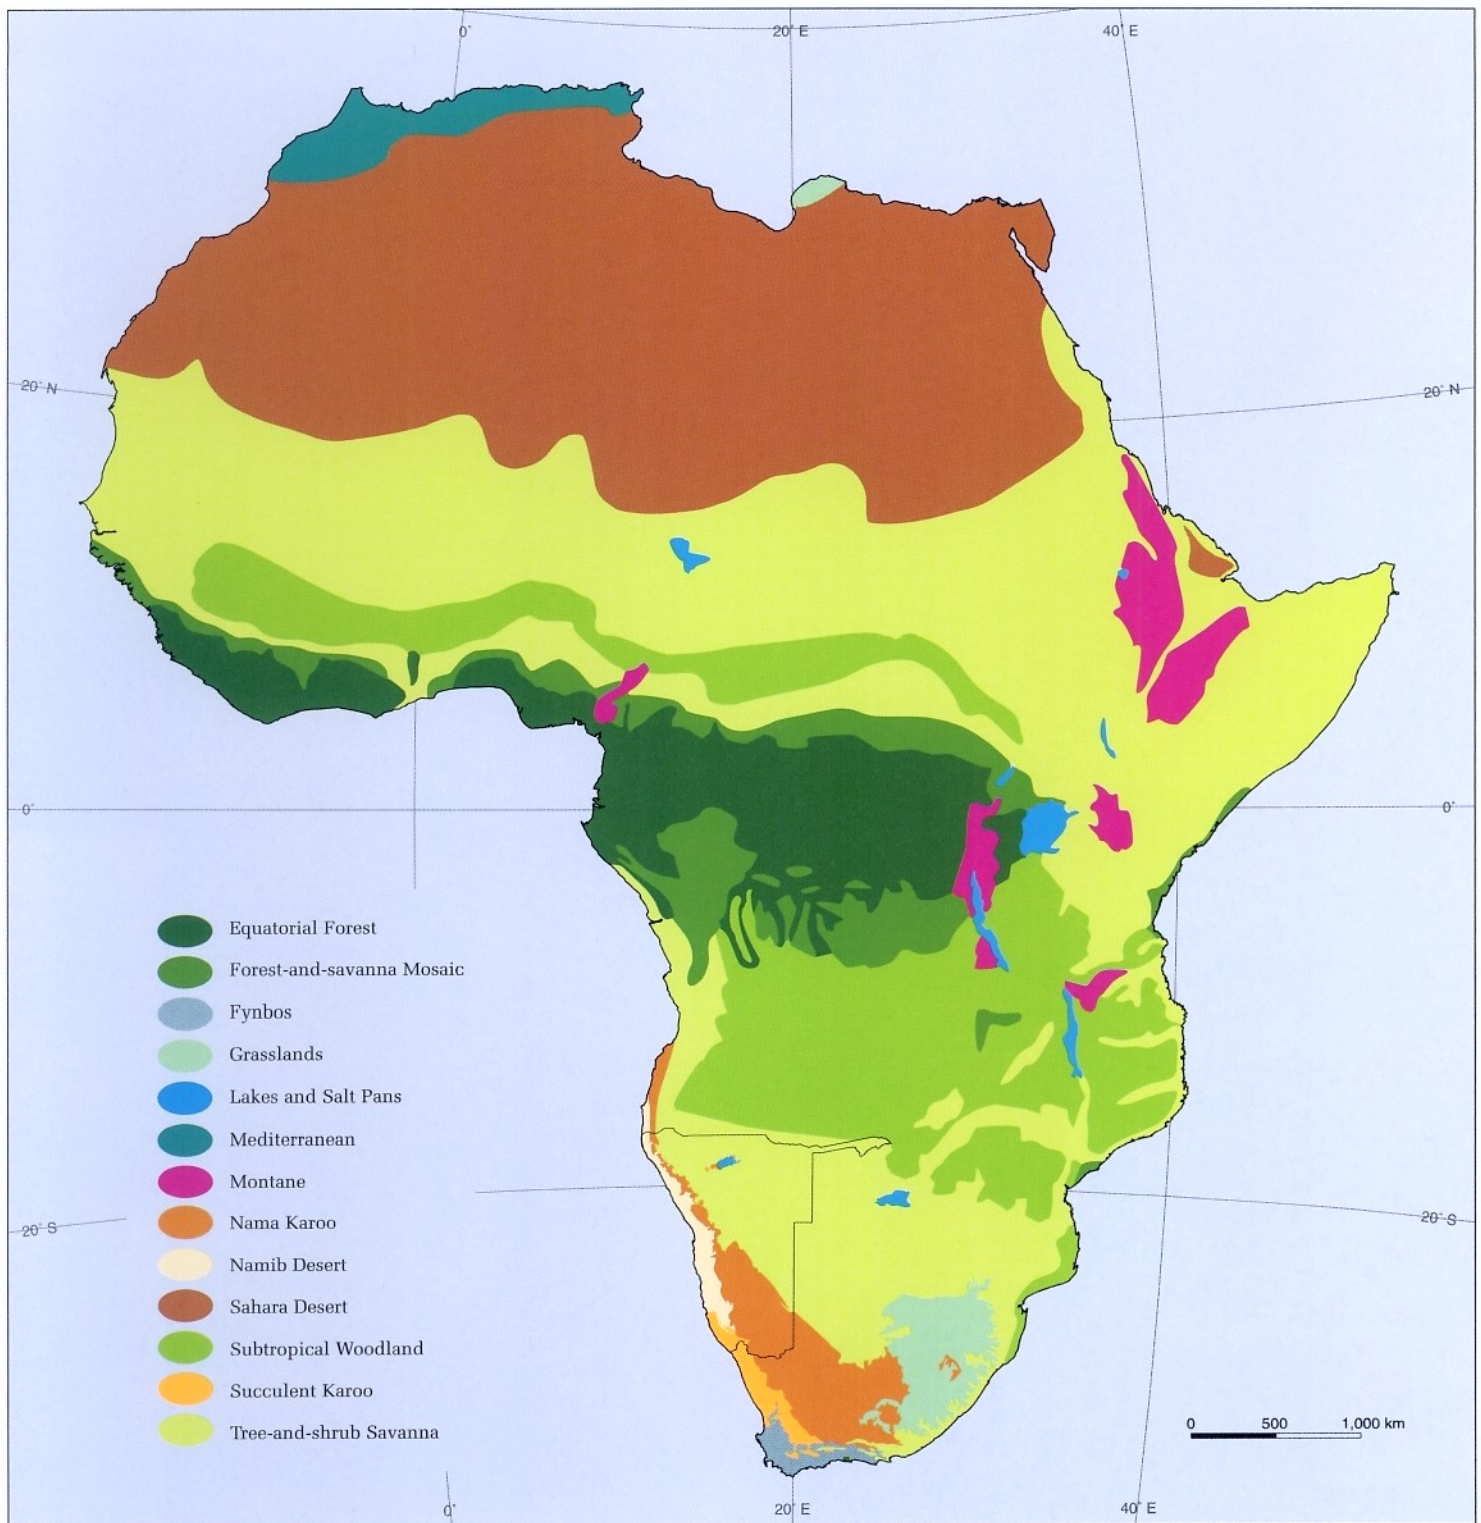 0°
20° E
40° E
20° N
20° N
0°
0°
Equatorial Forest
Forest-and-savanna Mosaic
Fynbos
Grasslands
Lakes and Salt Pans
Mediterranean
Montane
Nama Karoo
20° S
20° S
Namib Desert
Sahara Desert
Subtropical Woodland
Succulent Karoo
Tree-and-shrub Savanna
0 500 1,000 km
0°
20° E
40° E